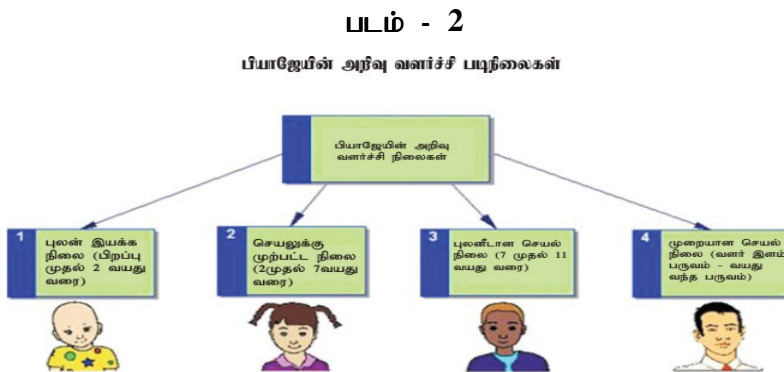 படம் - 2
பியாஜேயின் அறிவு வளர்ச்சி படிநிலைகள்
பியாஜேயின் அறிவு
வளர்ச்சி நிலைகள்
1
புலன் இயக்க
நிலை (பிறப்பு
முதல் 2 வயது
வரை)
2
செயலுக்கு
முற்பட்ட நிலை
(2முதல் 7வயது
வரை)
3
புலனீடான செயல்
நிலை (7 முதல் 11
வயது வரை)
4
முறையான செயல்
நிலை (வளர் இளம்
பருவம் - வயது
வந்த பருவம்)